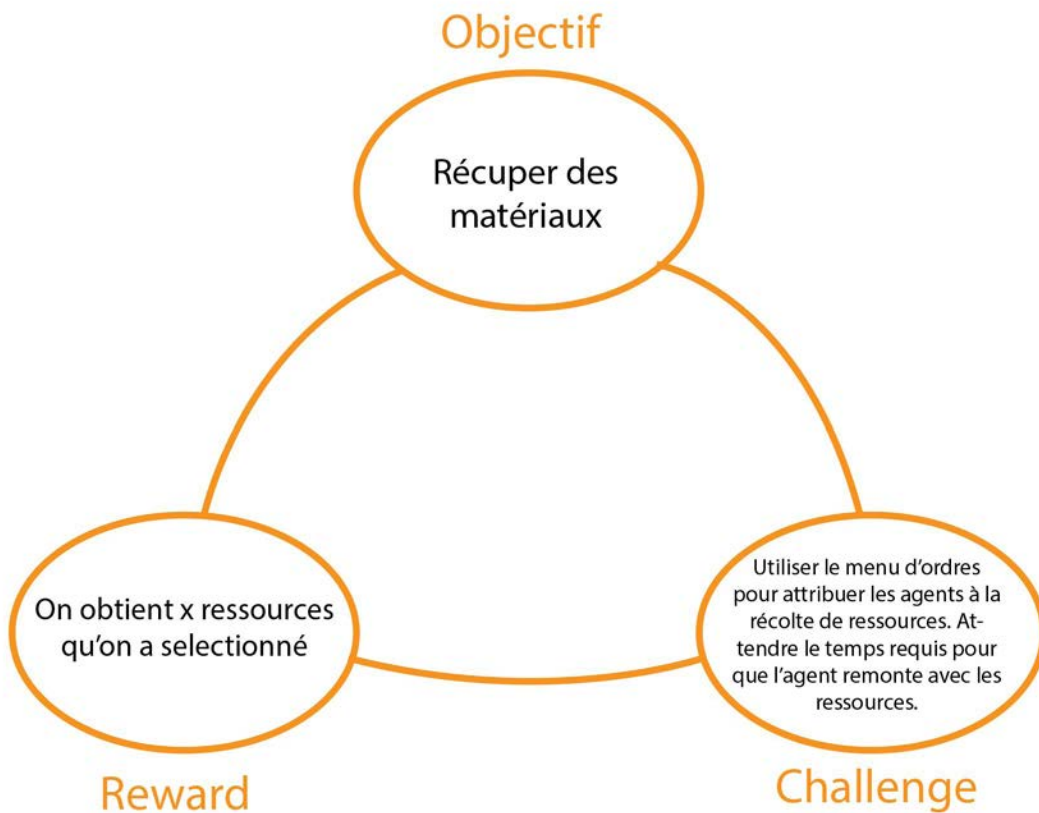 Objectif
Récuper des
matériaux
On obtient x ressources
qu'on a selectionné
Reward
Utiliser le menu d'ordres
pour attribuer les agents à la
récolte de ressources. At-
tendre le temps requis pour
que l'agent remonte avec les
ressources.
Challenge